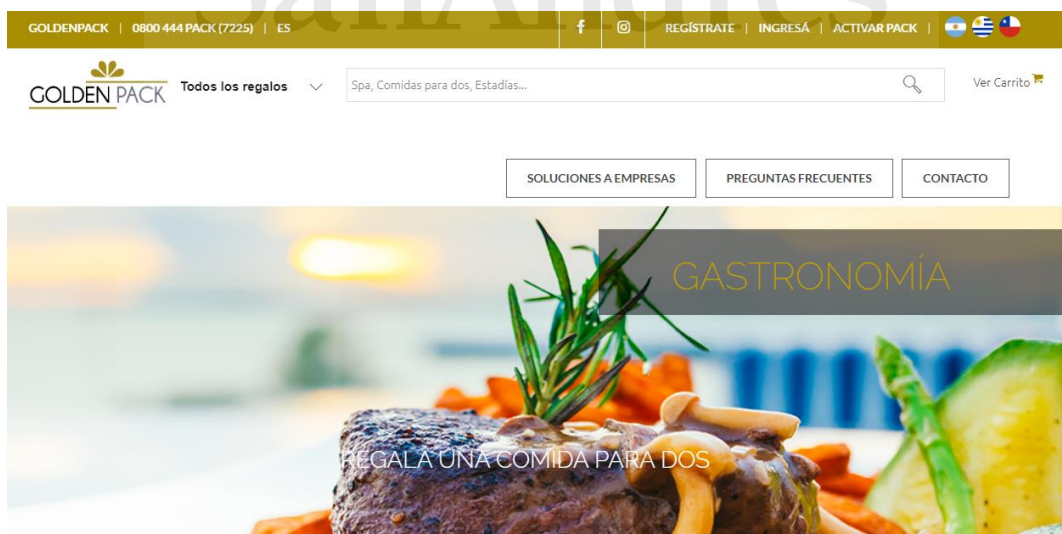 SanAndrés
GOLDENPACK | 0800 444 PACK (7225) | ES
REGÍSTRATE | INGRESÁ | ACTIVAR PACK |
GOLDEN PACK
Todos los regalos
Spa, Comidas para dos, Estadías...
Ver Carrito
SOLUCIONES A EMPRESAS
PREGUNTAS FRECUENTES
CONTACTO
GASTRONOMÍA
REGALA UNA COMIDA PARA DOS